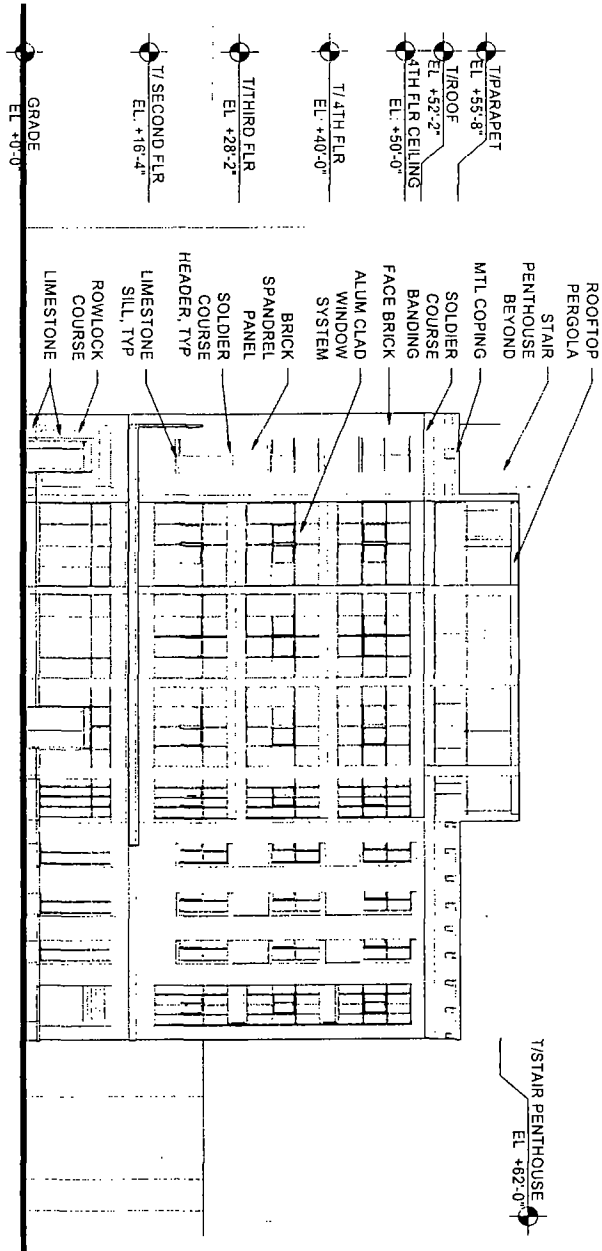 T/PARAPET
EL +55'-8"
T/ROOF
EL +52'-2"
4TH FLR CEILING
EL: +50'-0"
T/ 4TH FLR
EL. +40'-0"
T/THIRD FLR
EL +28'-2"
T/ SECOND FLR
EL. +16'-4"
GRADE
EL +0'-0"
ROOFTOP
PERGOLA
STAIR
PENTHOUSE
BEYOND
MTL COPING
SOLDIER
COURSE
BANDING
FACE BRICK
ALUM CLAD
WINDOW
SYSTEM
BRICK
SPANDREL
PANEL
SOLDIER
COURSE
HEADER, TYP
LIMESTONE
SILL, TYP
ROWLOCK
COURSE
LIMESTONE
T/STAIR PENTHOUSE
EL +62'-0"